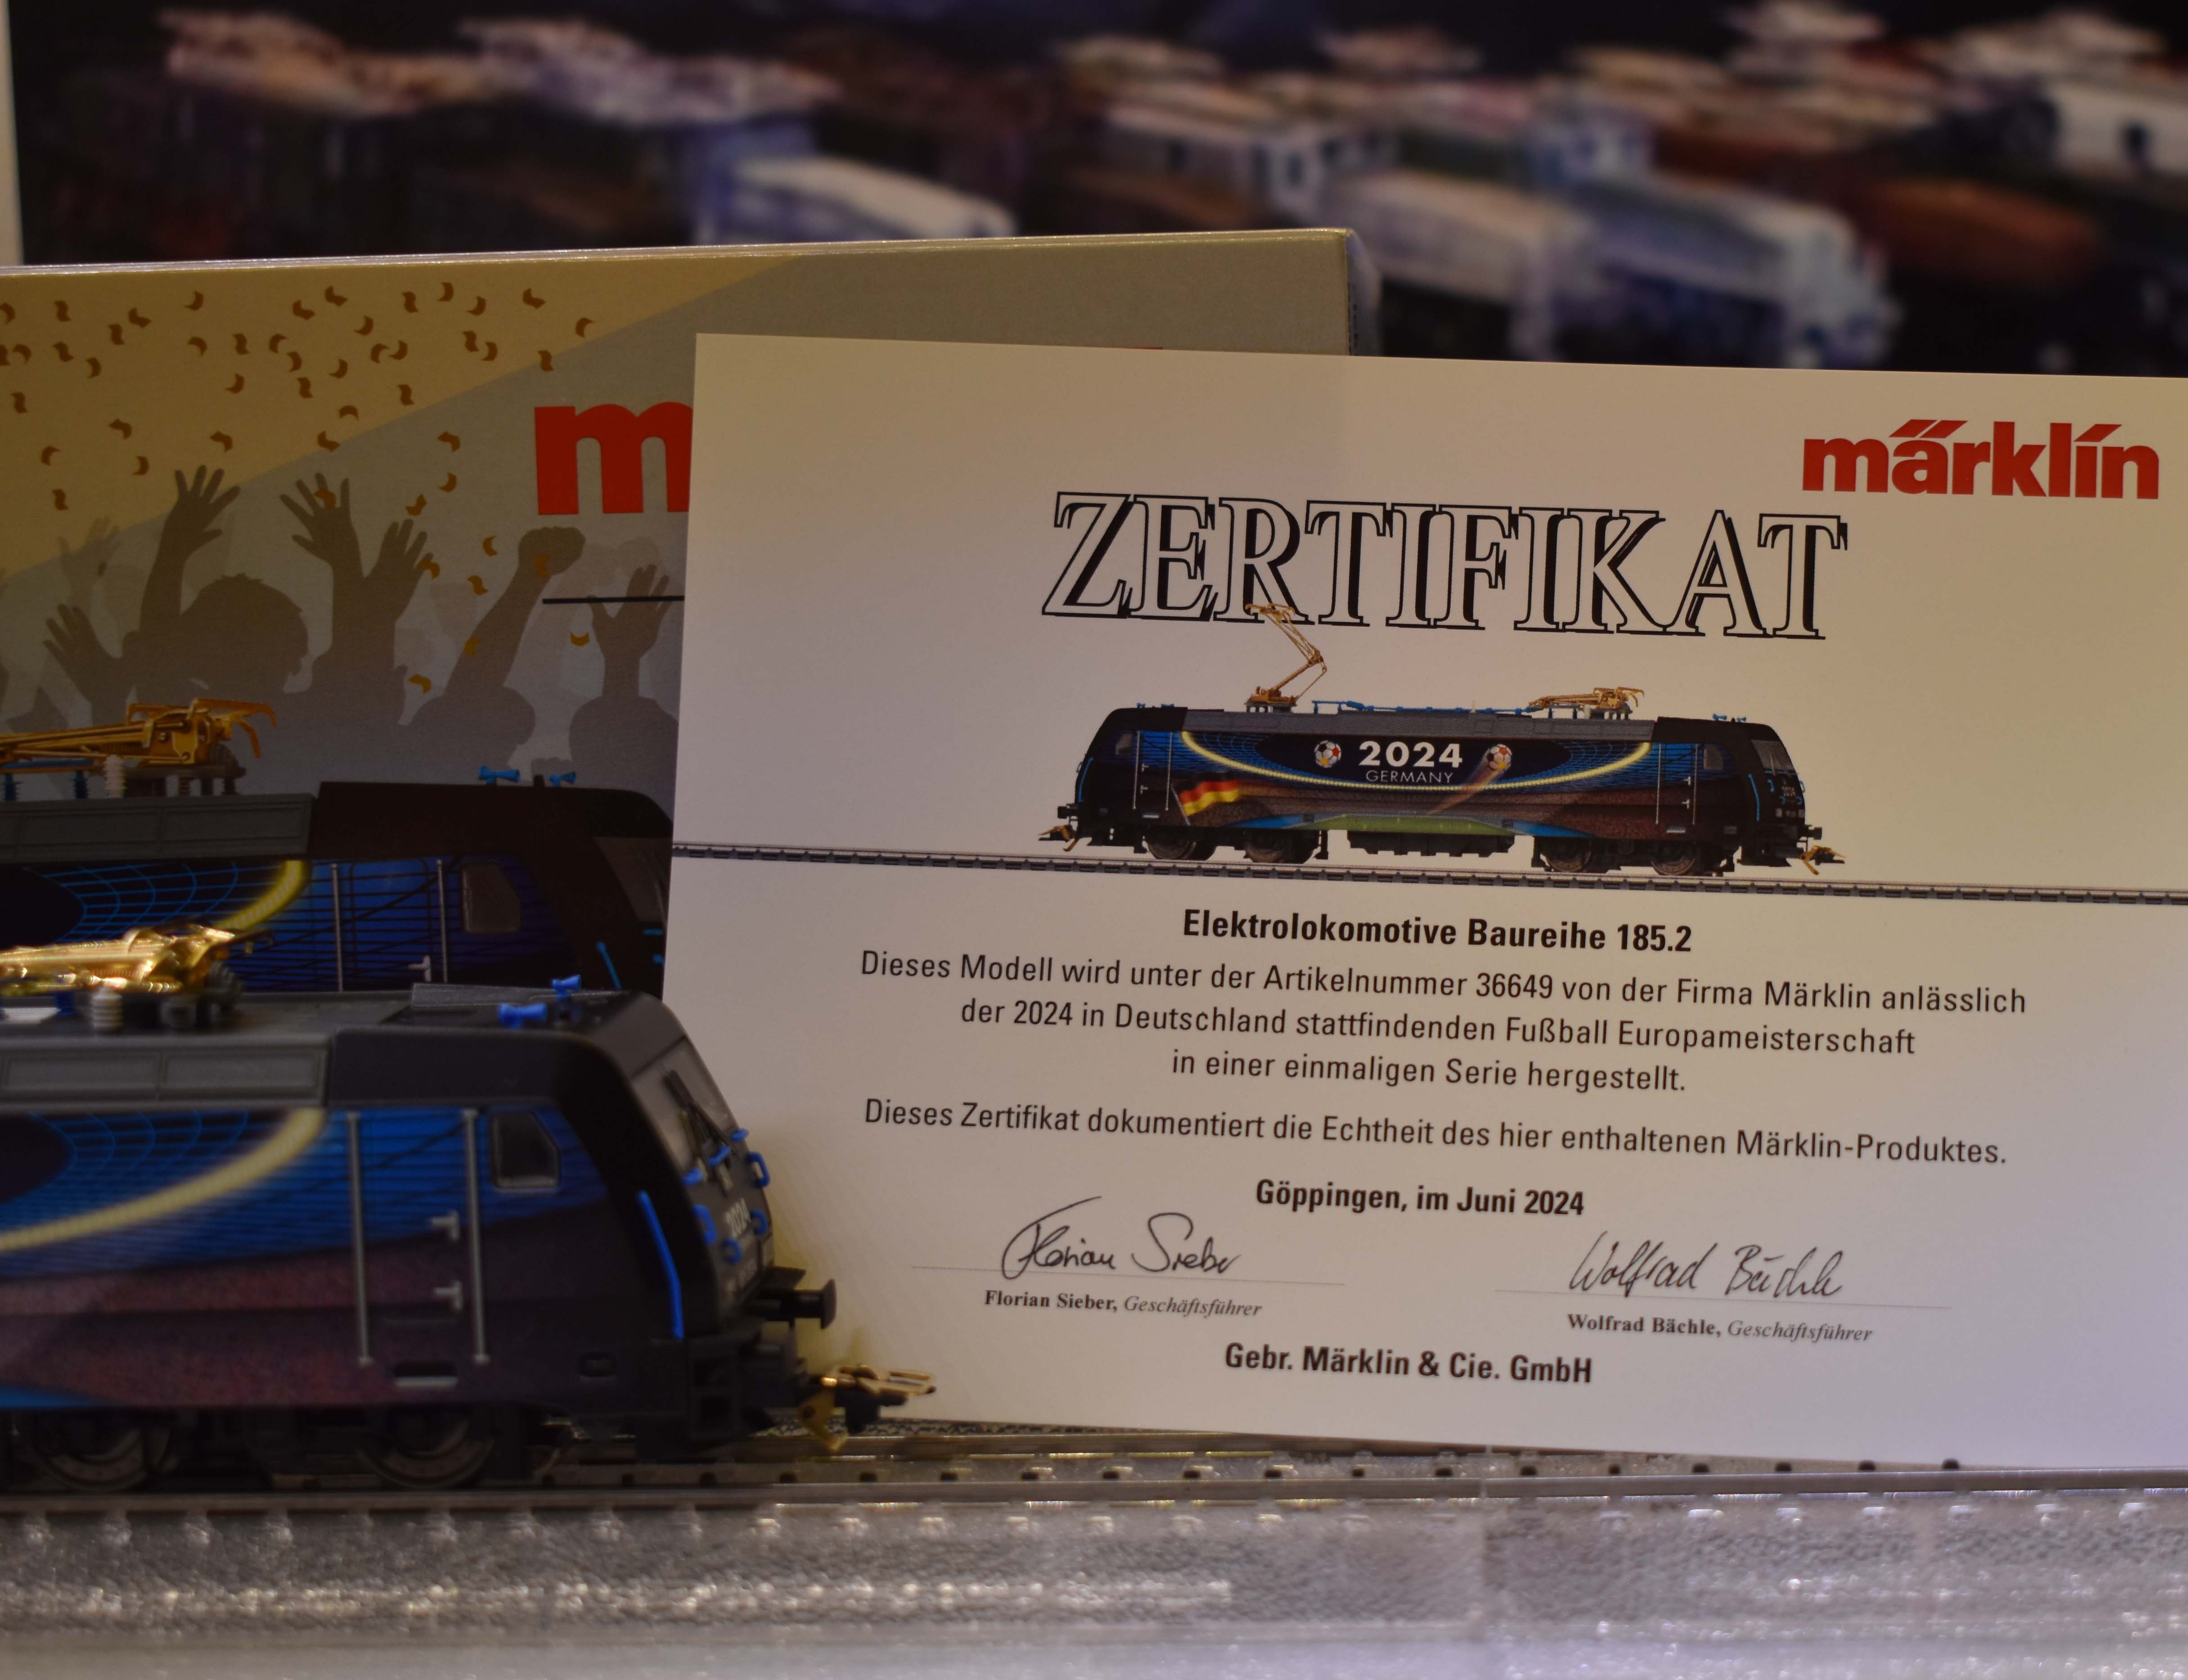 m
märklin
ZERTIFIKAT
2024
GERMANY
Elektrolokomotive Baureihe 185.2
Dieses Modell wird unter der Artikelnummer 36649 von der Firma Märklin anlässlich
der 2024 in Deutschland stattfindenden Fußball Europameisterschaft
in einer einmaligen Serie hergestellt.
Dieses Zertifikat dokumentiert die Echtheit des hier enthaltenen Märklin-Produktes.
Göppingen, im Juni 2024
Florian Sieber Wolfrad Bächle
Florian Sieber, Geschäftsführer Wolfrad Bächle, Geschäftsführer
Gebr. Märklin & Cie. GmbH
2024